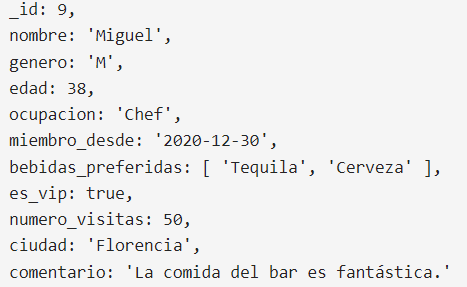 _id: 9,
nombre: 'Miguel',
genero: 'M',
edad: 38,
ocupacion: 'Chef',
miembro_desde: '2020-12-30',
bebidas_preferidas: [ 'Tequila', 'Cerveza' ],
es_vip: true,
numero_visitas: 50,
ciudad: 'Florencia',
comentario: 'La comida del bar es fantástica.'